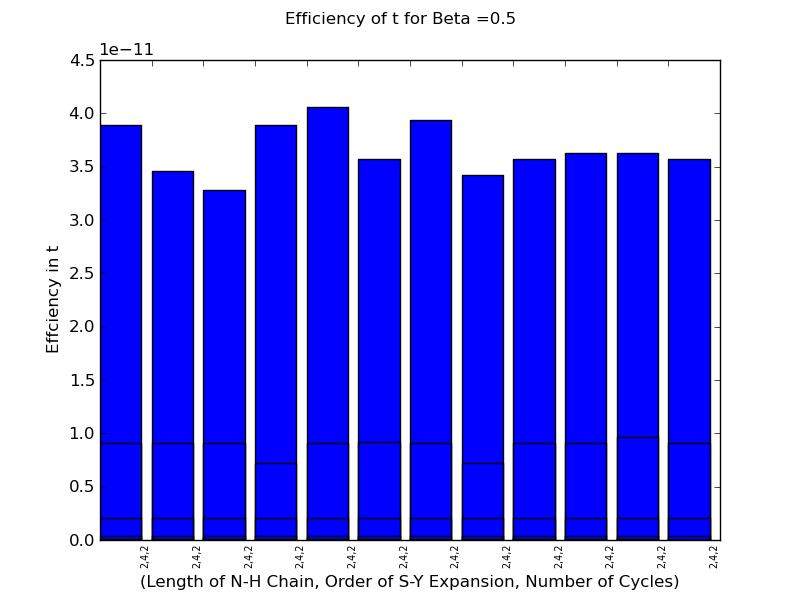 Efficiency of t for Beta =0.5
1e−11
4.5
4.0
3.5
3.0
2.5
2.0
1.5
1.0
0.5
0.0
Effciency in t
2,4,2 2,4,2 2,4,2 2,4,2 2,4,2 2,4,2 2,4,2 2,4,2 2,4,2 2,4,2 2,4,2 2,4,2
(Length of N-H Chain, Order of S-Y Expansion, Number of Cycles)